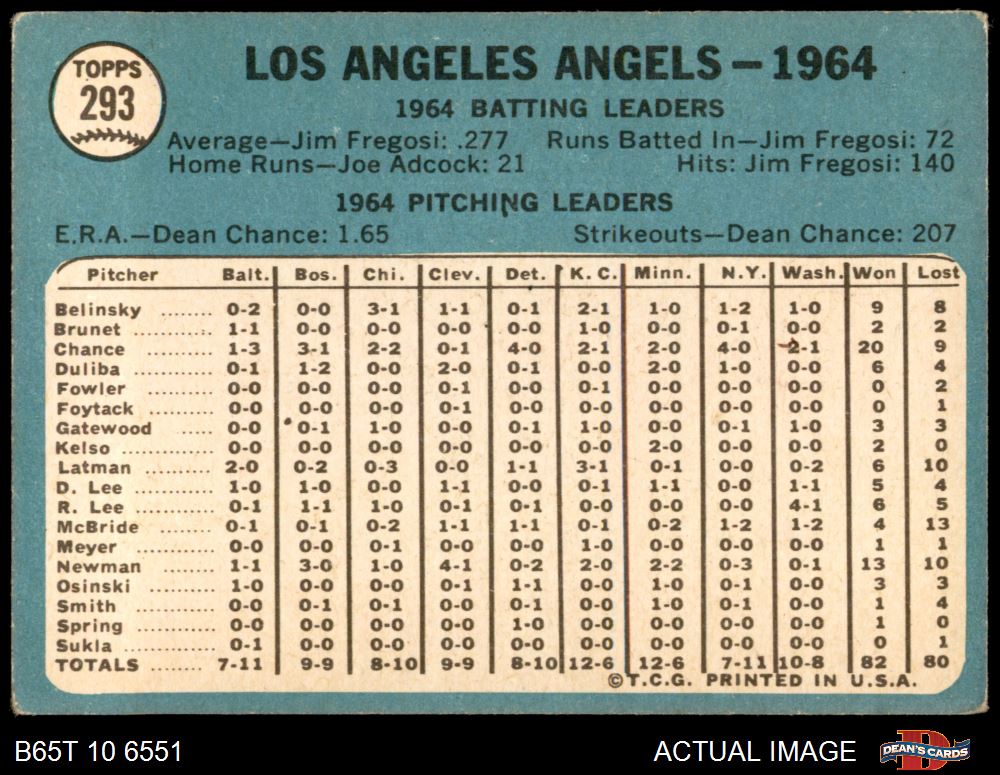 TOPPS
293
LOS ANGELES ANGELS — 1964
1964 BATTING LEADERS
Average—Jim Fregosi: .277 Runs Batted In—Jim Fregosi: 72
Home Runs—Joe Adcock: 21 Hits: Jim Fregosi: 140
1964 PITCHING LEADERS
E.R.A.—Dean Chance: 1.65 Strikeouts—Dean Chance: 207
Pitcher Balt. Bos. Chi. Clev. Det. K. C. Minn. N.Y. Wash. Won Lost
Belinsky ........ 0-2 0-0 3-1 1-1 0-1 2-1 1-0 1-2 1-0 9 8
Brunet .......... 1-1 0-0 0-0 0-0 0-0 1-0 0-0 0-1 0-0 2 2
Chance .......... 1-3 3-1 2-2 0-1 4-0 2-1 2-0 4-0 2-1 20 9
Duliba .......... 0-1 1-2 0-0 2-0 0-1 0-0 2-0 1-0 0-0 6 4
Fowler .......... 0-0 0-0 0-0 0-1 0-0 0-1 0-0 0-0 0-0 0 2
Foytack ......... 0-0 0-0 0-0 0-1 0-0 0-0 0-0 0-0 0-0 0 1
Gatewood ..... 0-0 0-1 1-0 0-0 0-1 1-0 0-0 0-1 1-0 3 3
Kelso ............ 0-0 0-0 0-0 0-0 0-0 0-0 2-0 0-0 0-0 2 0
Latman .......... 2-0 0-2 0-3 0-0 1-1 3-1 0-1 0-0 0-2 6 10
D. Lee ............ 1-0 1-0 0-0 1-1 0-0 0-1 1-1 0-0 1-1 5 4
R. Lee ............ 0-1 1-1 1-0 0-1 0-1 0-0 0-0 0-0 4-1 6 5
McBride ......... 0-1 0-1 0-2 1-1 1-1 0-1 0-2 1-2 1-2 4 13
Meyer ........... 0-0 0-0 0-1 0-0 0-0 1-0 0-0 0-0 0-0 1 1
Newman ........ 1-1 3-0 1-0 4-1 0-2 2-0 2-2 0-3 0-1 13 10
Osinski .......... 1-0 0-0 0-0 0-0 1-1 0-0 1-0 0-1 0-1 3 3
Smith ............ 0-0 0-1 0-1 0-0 0-1 0-0 1-0 0-1 0-0 1 4
Spring ........... 0-0 0-0 0-0 0-0 1-0 0-0 0-0 0-0 0-0 1 0
Sukla ............ 0-1 0-0 0-0 0-0 0-0 0-0 0-0 0-0 0-0 0 1
TOTALS .......... 7-11 9-9 8-10 9-9 8-10 12-6 12-6 7-11 10-8 82 80
©T.C.G. PRINTED IN U.S.A.
B65T 10 6551 ACTUAL IMAGE DEAN'S CARDS